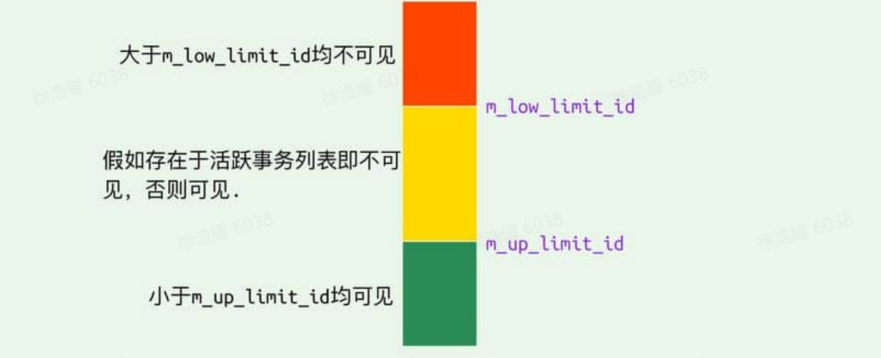 大于m_low_limit_id均不可见
m_low_limit_id
假如存在于活跃事务列表即不可
见，否则可见.
m_up_limit_id
小于m_up_limit_id均可见
徐浩耀 6038
徐浩耀 6038
徐浩耀 6038
徐浩耀 6038
徐浩耀 6038
徐浩耀 6038